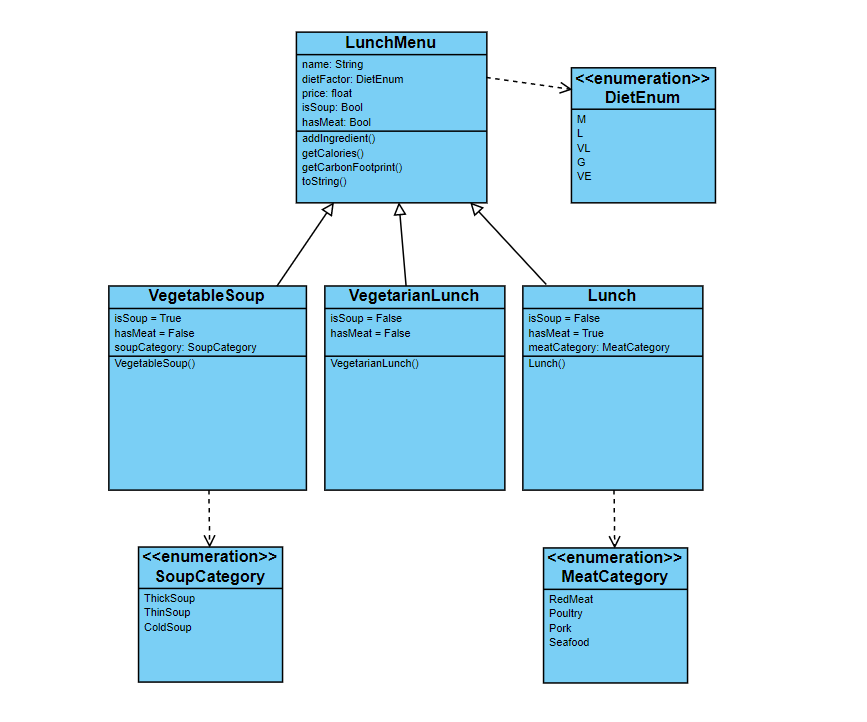 LunchMenu
name: String
dietFactor: DietEnum
price: float
isSoup: Bool
hasMeat: Bool
addIngredient()
getCalories()
getCarbonFootprint()
toString()
<<enumeration>>
DietEnum
M
L
VL
G
VE
VegetableSoup
isSoup = True
hasMeat = False
soupCategory: SoupCategory
VegetableSoup()
VegetarianLunch
isSoup = False
hasMeat = False
VegetarianLunch()
Lunch
isSoup = False
hasMeat = True
meatCategory: MeatCategory
Lunch()
<<enumeration>>
SoupCategory
ThickSoup
ThinSoup
ColdSoup
<<enumeration>>
MeatCategory
RedMeat
Poultry
Pork
Seafood